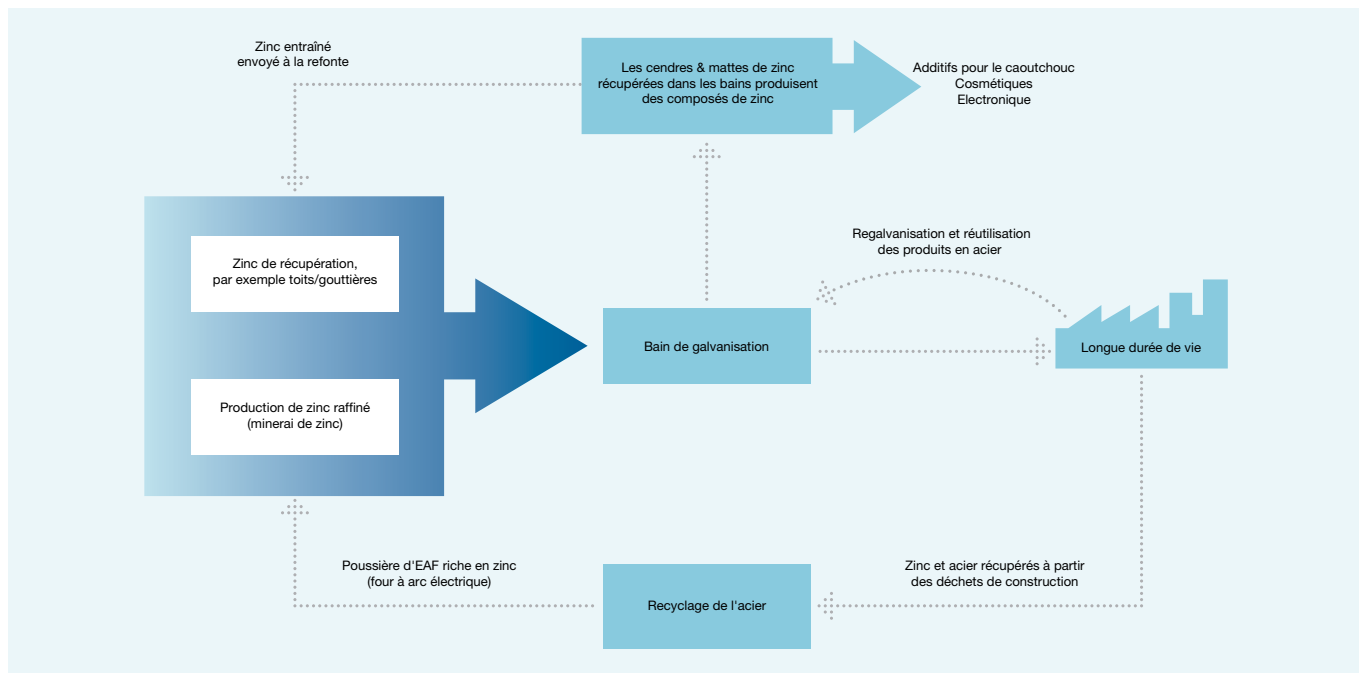 Zinc entraîné
envoyé à la refonte
Les cendres & mattes de zinc
récupérées dans les bains produisent
des composés de zinc
Additifs pour le caoutchouc
Cosmétiques
Electronique
Zinc de récupération,
par exemple toits/gouttières
Régalvanisation et réutilisation
des produits en acier
Bain de galvanisation
Longue durée de vie
Production de zinc raffiné
(minerai de zinc)
Poussière d'EAF riche en zinc
(four à arc électrique)
Recyclage de l'acier
Zinc et acier récupérés à partir
des déchets de construction